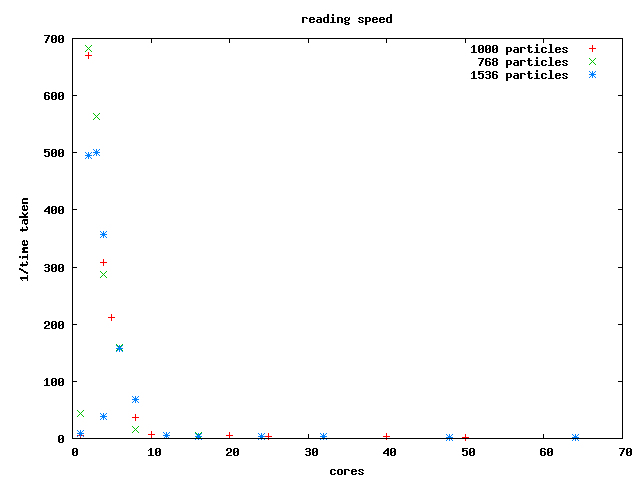 reading speed
700
600
500
400
300
200
100
0
1/time taken
1000 particles
768 particles
1536 particles
0 10 20 30 40 50 60 70
cores